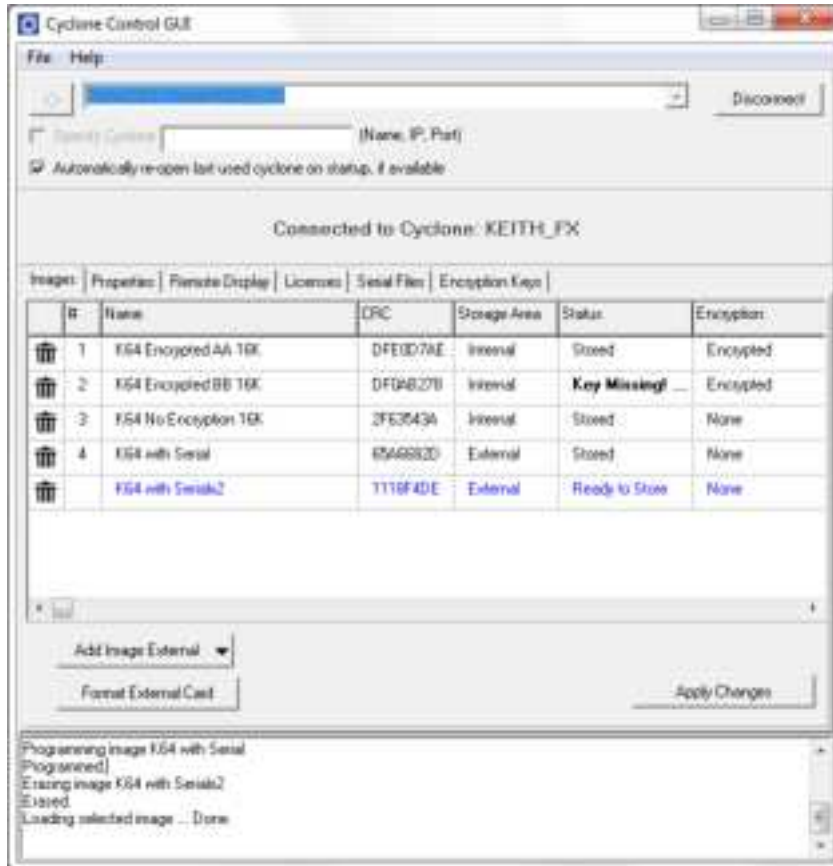 Cyclone Control GUI
File Help
Disconnect
Specify Cyclone (Name, IP, Port)
Automatically re-open last used cyclone on startup, if available
Connected to Cyclone: KEITH_FX
Images Properties Remote Display Licenses Serial Files Encryption Keys
# Name CRC Storage Area Status Encryption
1 K64 Encrypted AA 16K DFE0D7AE Internal Stored Encrypted
2 K64 Encrypted BB 16K DF0AB27B Internal Key Missing! ... Encrypted
3 K64 No Encryption 16K 2F63543A Internal Stored None
4 K64 with Serial External Stored None
K64 with Serials2 1118F4DE External Ready to Store None
Add Image External
Format External Card Apply Changes
Programming image K64 with Serial
Programmed.
Erasing image K64 with Serials2
Erased.
Loading selected image ... Done